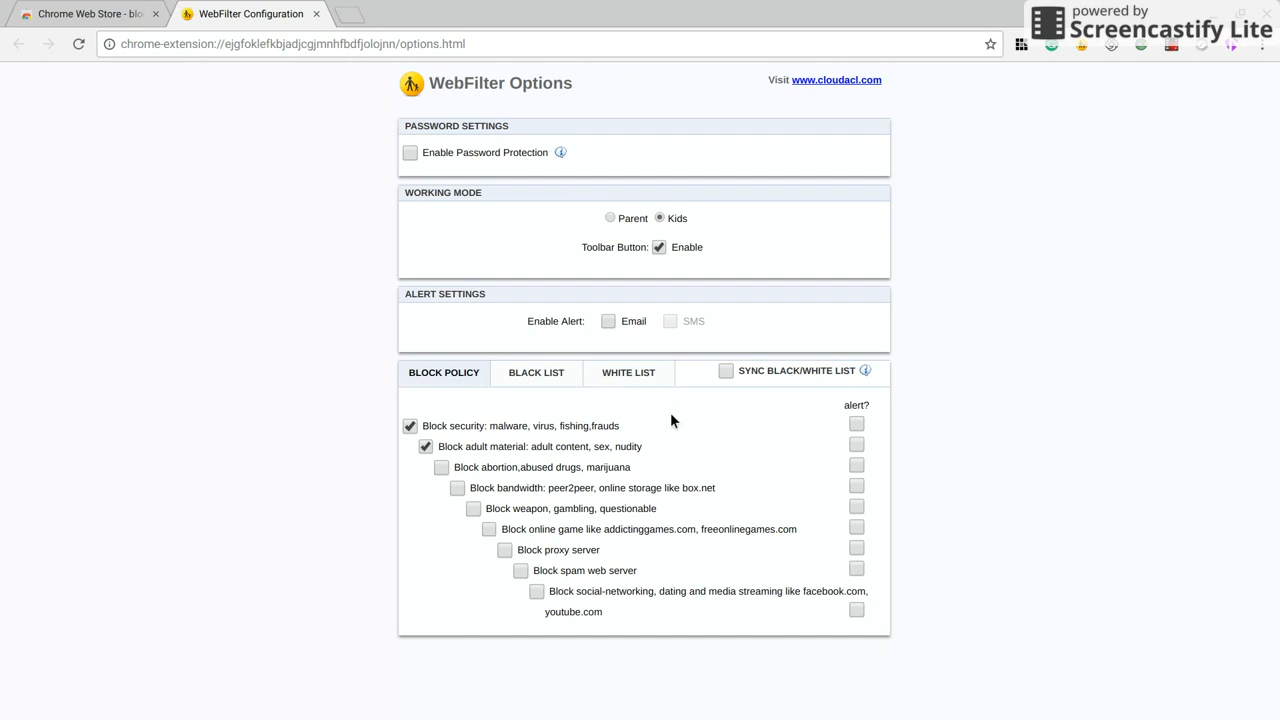 Chrome Web Store - blo
WebFilter Configuration
powered by
Screencastify Lite
chrome-extension://ejgfoklefkbjadjcgjmnhfbdfjolojnn/options.html
WebFilter Options
Visit www.cloudacl.com
PASSWORD SETTINGS
Enable Password Protection
WORKING MODE
Parent Kids
Toolbar Button: Enable
ALERT SETTINGS
Enable Alert: Email SMS
BLOCK POLICY BLACK LIST WHITE LIST SYNC BLACK/WHITE LIST
alert?
Block security: malware, virus, fishing,frauds
Block adult material: adult content, sex, nudity
Block abortion,abused drugs, marijuana
Block bandwidth: peer2peer, online storage like box.net
Block weapon, gambling, questionable
Block online game like addictinggames.com, freeonlinegames.com
Block proxy server
Block spam web server
Block social-networking, dating and media streaming like facebook.com,
youtube.com